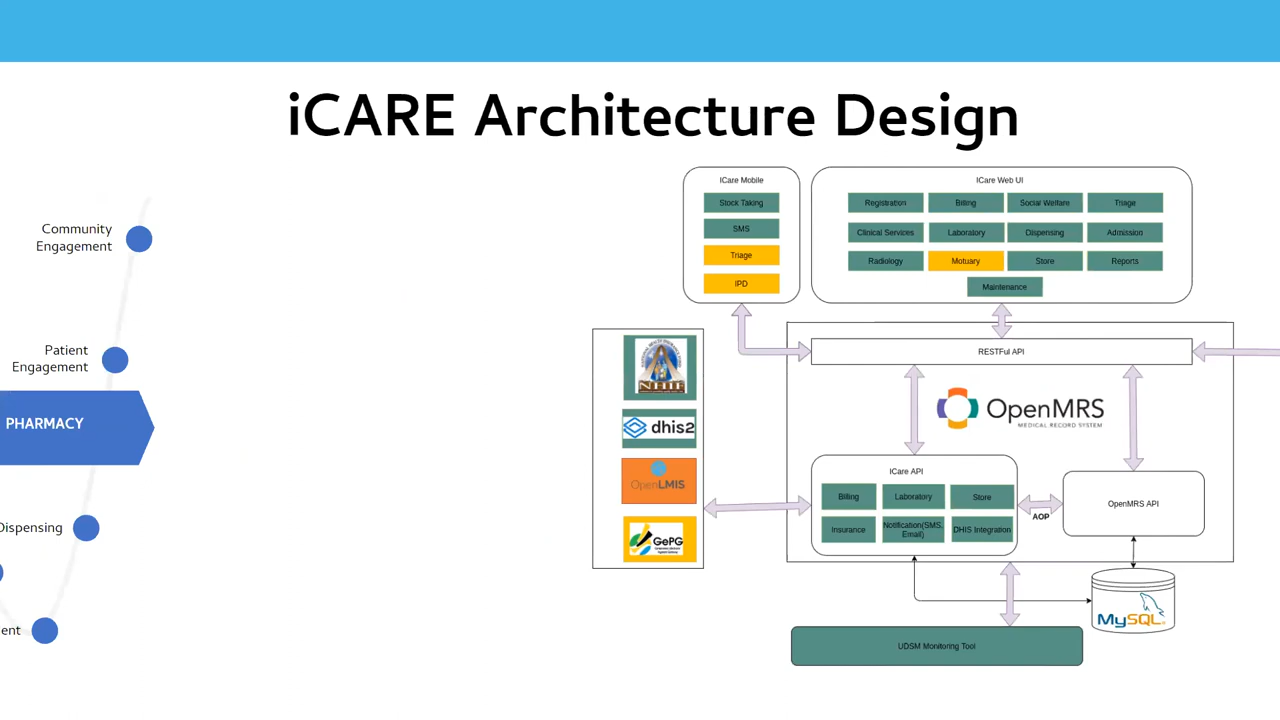 iCARE Architecture Design
Community
Engagement
Patient
Engagement
PHARMACY
Dispensing
ent
ICare Mobile
Stock Taking
SMS
Triage
IPD
ICare Web UI
Registration
Billing
Social Welfare
Triage
Clinical Services
Laboratory
Dispensing
Admission
Radiology
Motuary
Store
Reports
Maintenance
RESTFul API
OpenMRS
MEDICAL RECORD SYSTEM
NHIF
dhis2
OpenLMIS
GePG
ICare API
Billing
Laboratory
Store
Insurance
Notification(SMS,
Email)
DHIS Integration
AOP
OpenMRS API
MySQL
UDSM Monitoring Tool